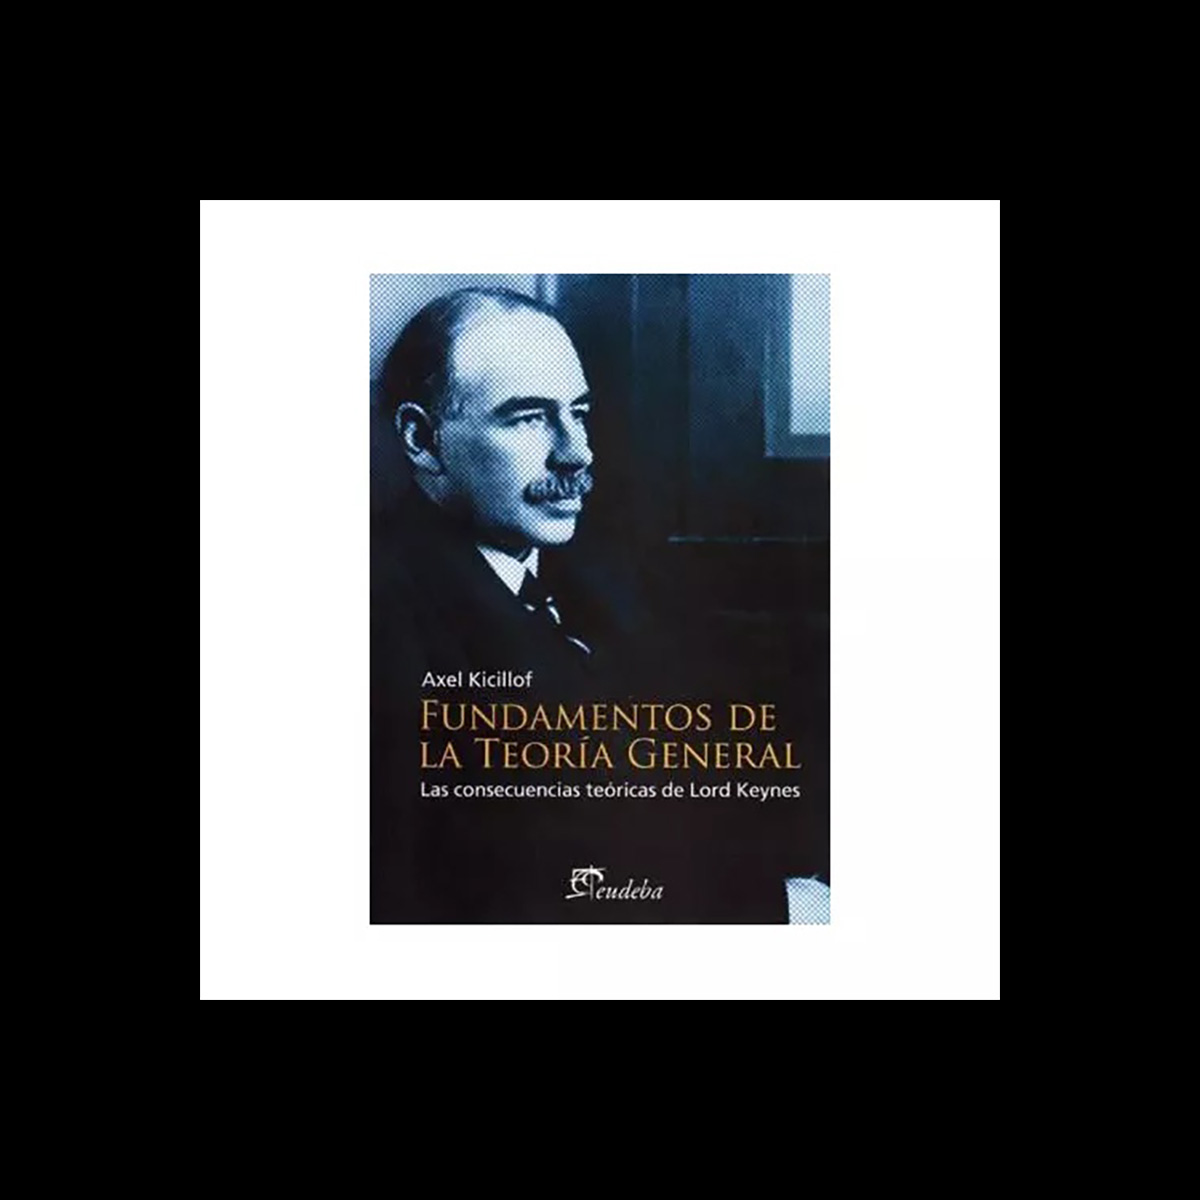 Axel Kicillof
FUNDAMENTOS DE
LA TEORÍA GENERAL
Las consecuencias teóricas de Lord Keynes
eudeba